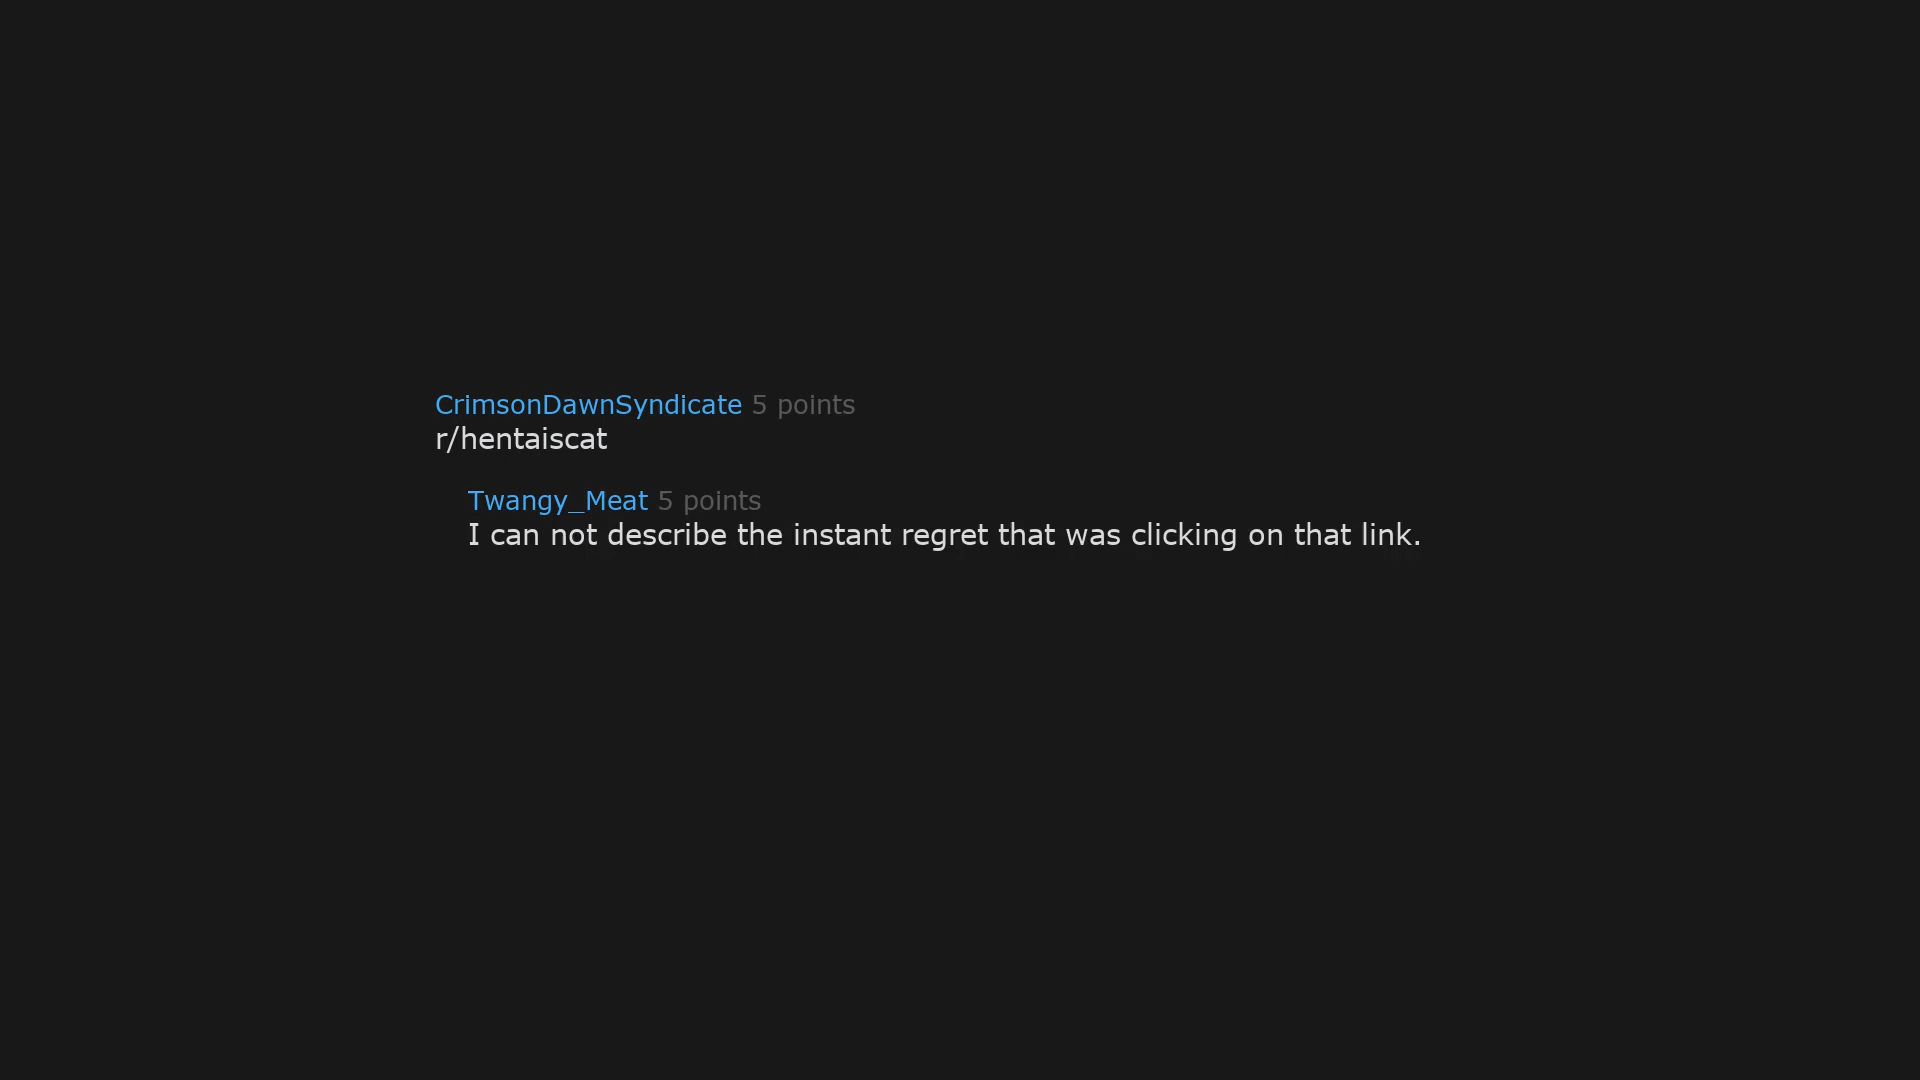 CrimsonDawnSyndicate 5 points
r/hentaiscat
Twangy_Meat 5 points
I can not describe the instant regret that was clicking on that link.